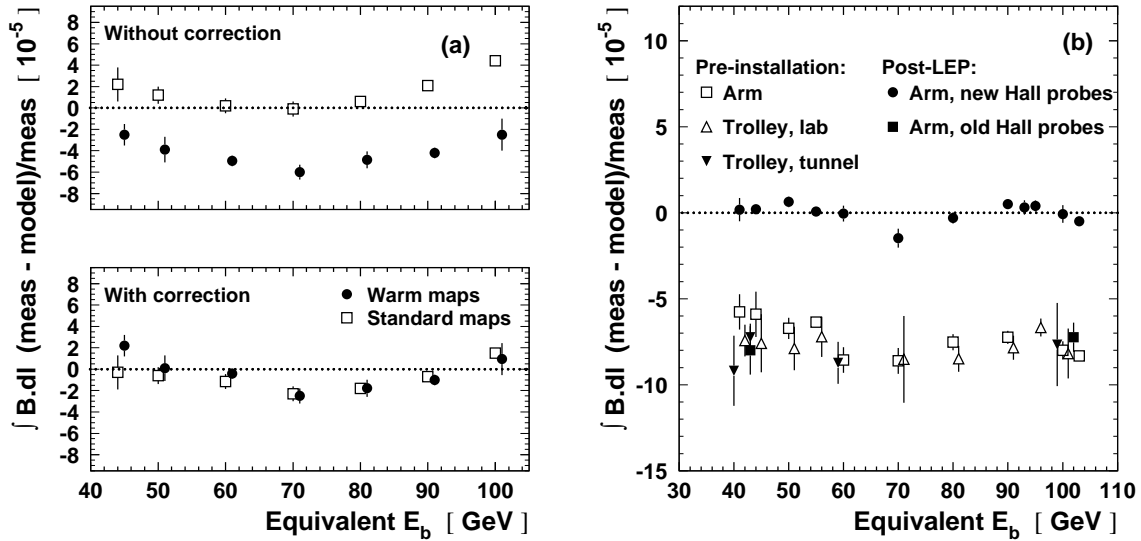 ∫ B.dl (meas - model)/meas [ 10⁻⁵ ]
8
6
4
2
0
-2
-4
-6
-8
Without correction
(a)
8
6
4
2
0
-2
-4
-6
-8
With correction
Warm maps
Standard maps
40 50 60 70 80 90 100
Equivalent E_b [ GeV ]
∫ B.dl (meas - model)/meas [ 10⁻⁵ ]
10
5
0
-5
-10
-15
(b)
Pre-installation:
Arm
Trolley, lab
Trolley, tunnel
Post-LEP:
Arm, new Hall probes
Arm, old Hall probes
30 40 50 60 70 80 90 100 110
Equivalent E_b [ GeV ]